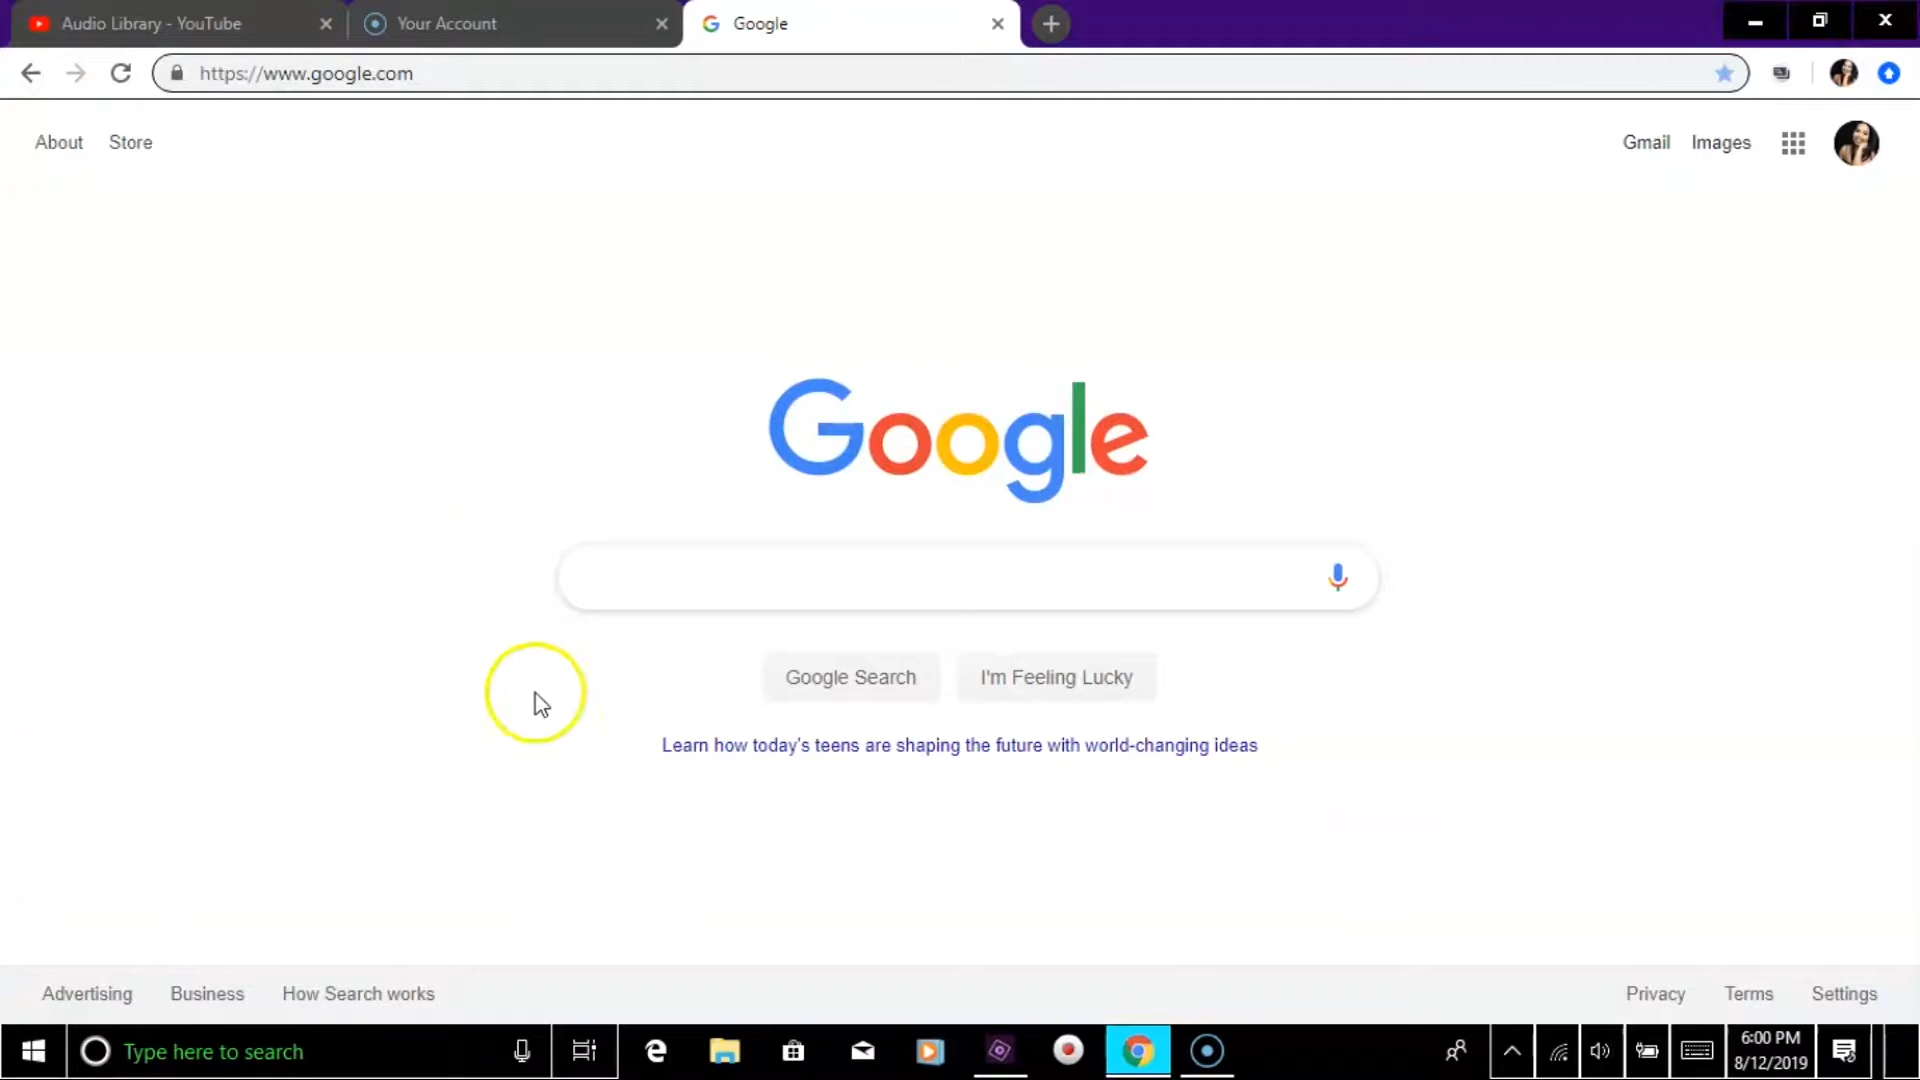 Audio Library - YouTube
Your Account
Google
https://www.google.com
About Store
Gmail Images
Google
Google Search
I'm Feeling Lucky
Learn how today's teens are shaping the future with world-changing ideas
Advertising Business How Search works
Privacy Terms Settings
Type here to search
6:00 PM
8/12/2019